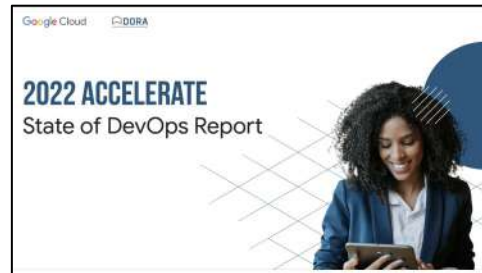 Google Cloud DORA
2022 ACCELERATE
State of DevOps Report